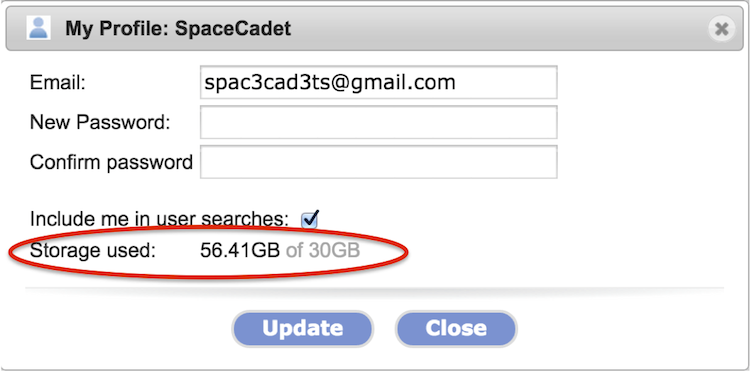 My Profile: SpaceCadet
Email: spac3cad3ts@gmail.com
New Password:
Confirm password
Include me in user searches:
Storage used: 56.41GB of 30GB
Update Close